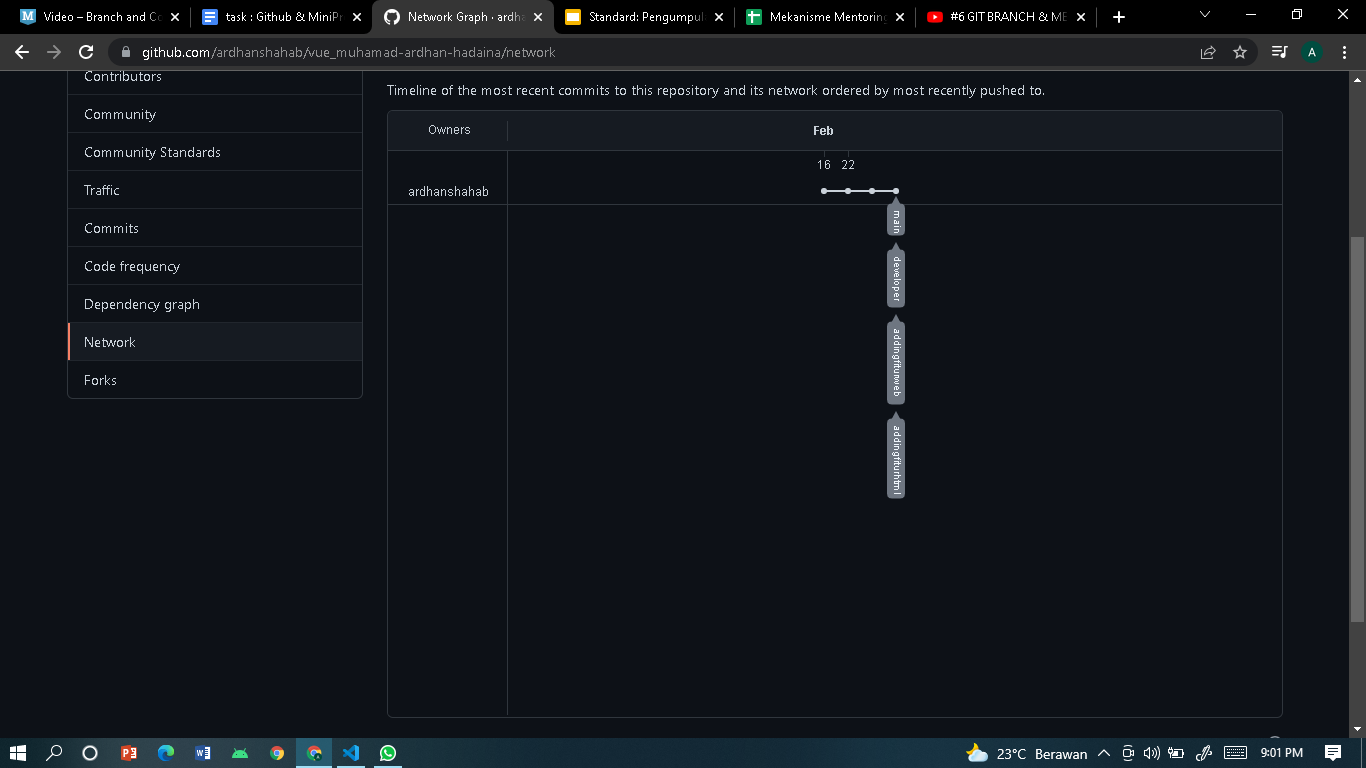 Video – Branch and Co
task : Github & MiniPr
Network Graph · ardha
Standard: Pengumpul
Mekanisme Mentoring
#6 GIT BRANCH & ME
github.com/ardhanshahab/vue_muhamad-ardhan-hadaina/network
A
Contributors
Community
Community Standards
Traffic
Commits
Code frequency
Dependency graph
Network
Forks
Timeline of the most recent commits to this repository and its network ordered by most recently pushed to.
Owners
Feb
16 22
ardhanshahab
main
developer
addingfiturweb
addingfiturhtml
23°C Berawan
9:01 PM